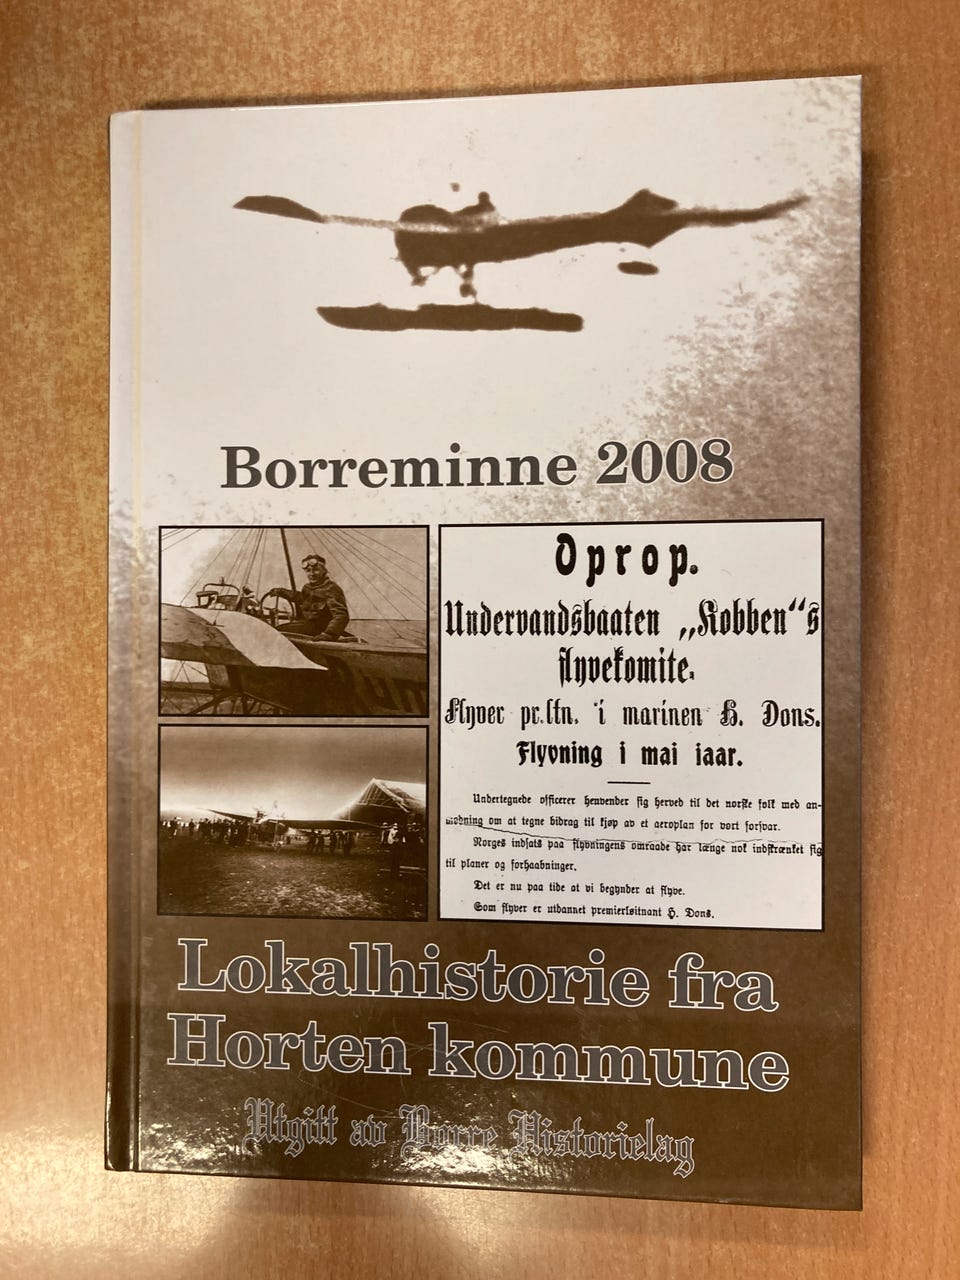 Borreminne 2008
Oprop.
Undervandsbaaten „Kobben“s
flyvekomite.
Flyver pr.ltn. i marinen H. Dons.
Flyvning i mai iaar.
Undertegnede officerer henvender sig herved til det norske folk med an-
modning om at tegne bidrag til kjøp av et aeroplan for vort forsvar.
Norges indsats paa flyvningens omraade har længe nok indskrænket sig
til planer og forhaabninger.
Det er nu paa tide at vi begynder at flyve.
Som flyver er utdannet premierløitnant H. Dons.
Lokalhistorie fra
Horten kommune
Utgitt av Borre Historielag